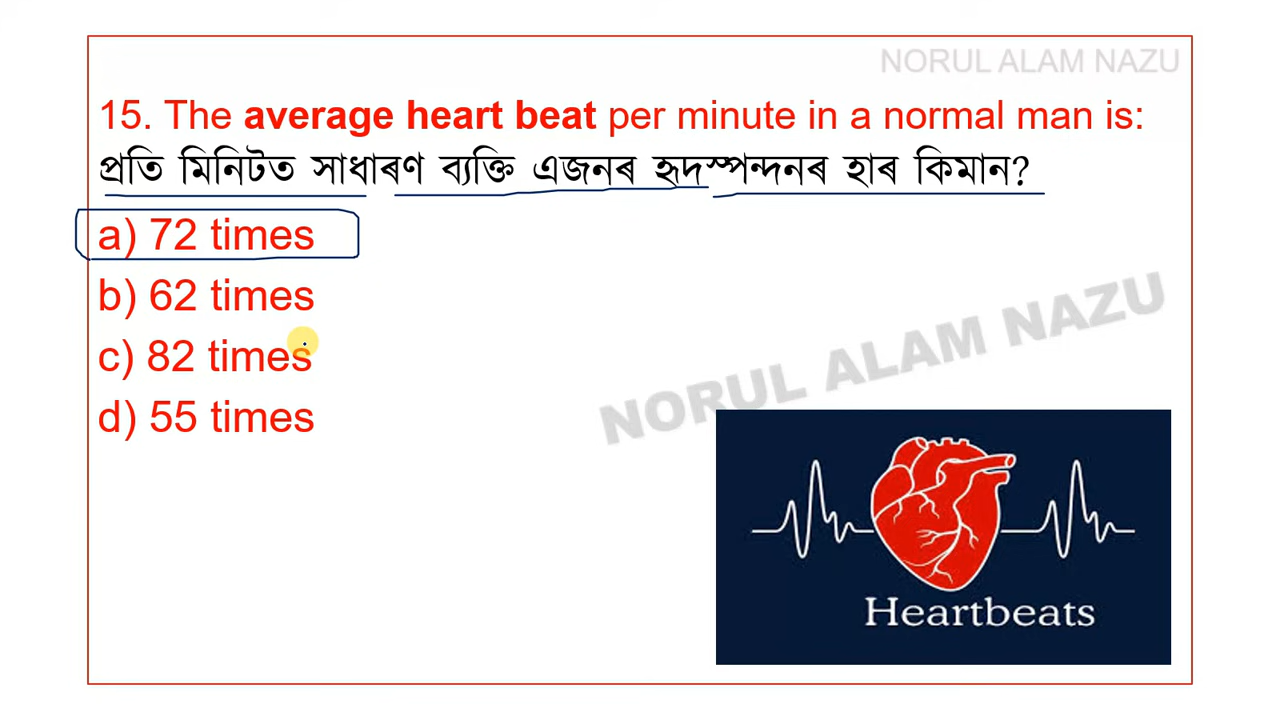 NORUL ALAM NAZU
15. The average heart beat per minute in a normal man is:
প্ৰতি মিনিটত সাধাৰণ ব্যক্তি এজনৰ হৃদস্পন্দনৰ হাৰ কিমান?
a) 72 times
b) 62 times
c) 82 times
d) 55 times
NORUL ALAM NAZU
Heartbeats